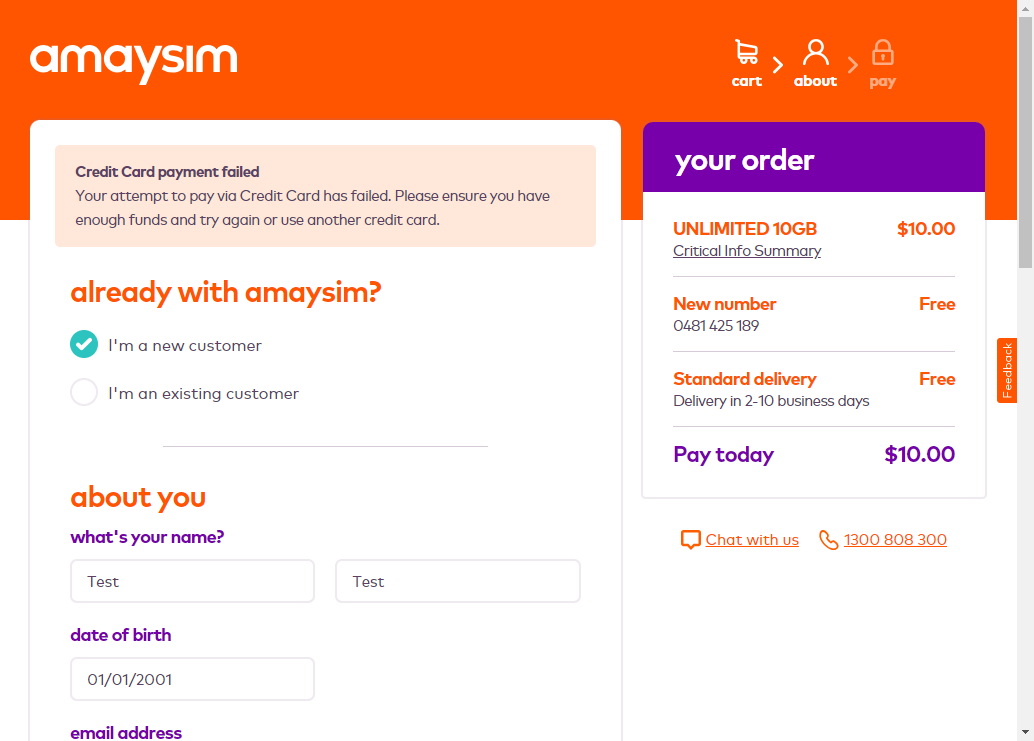 amaysim
cart
about
pay
Credit Card payment failed
Your attempt to pay via Credit Card has failed. Please ensure you have
enough funds and try again or use another credit card.
already with amaysim?
I'm a new customer
I'm an existing customer
about you
what's your name?
Test
Test
date of birth
01/01/2001
email address
your order
UNLIMITED 10GB $10.00
Critical Info Summary
New number Free
0481 425 189
Standard delivery Free
Delivery in 2-10 business days
Pay today $10.00
Chat with us
1300 808 300
Feedback